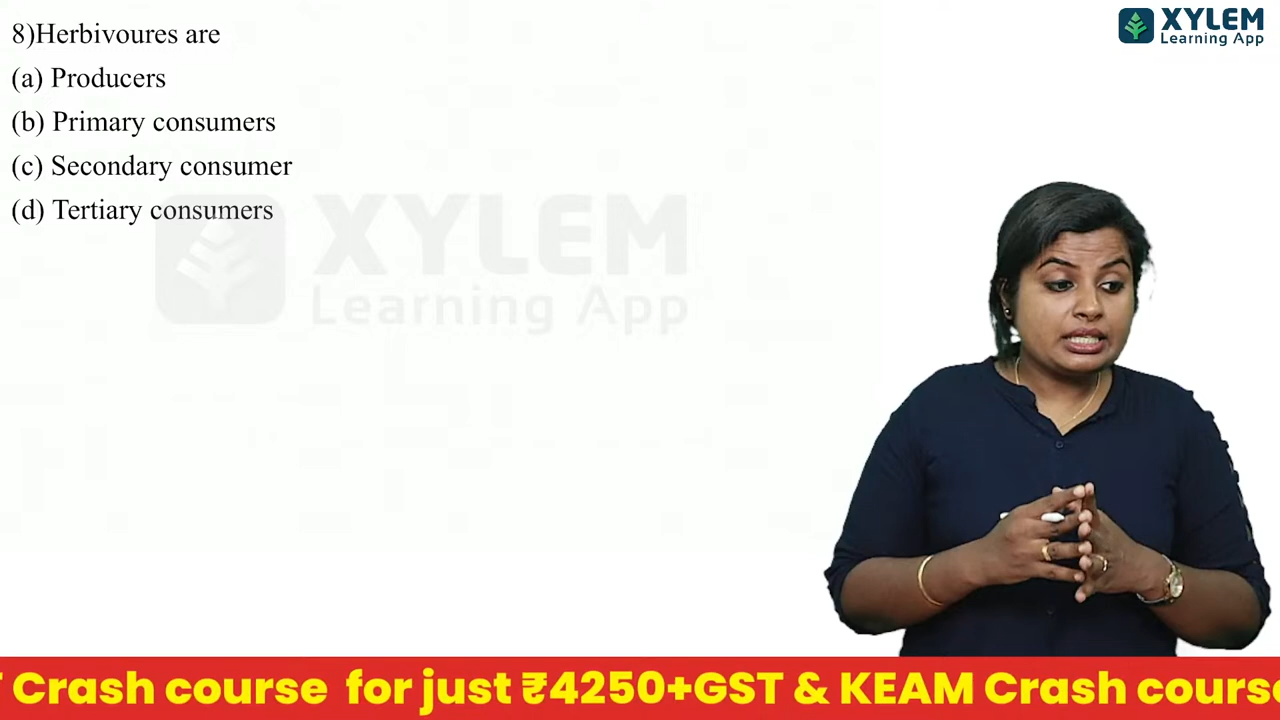 8)Herbivoures are
(a) Producers
(b) Primary consumers
(c) Secondary consumer
(d) Tertiary consumers
XYLEM
Learning App
XYLEM
Learning App
Crash course for just ₹4250+GST & KEAM Crash